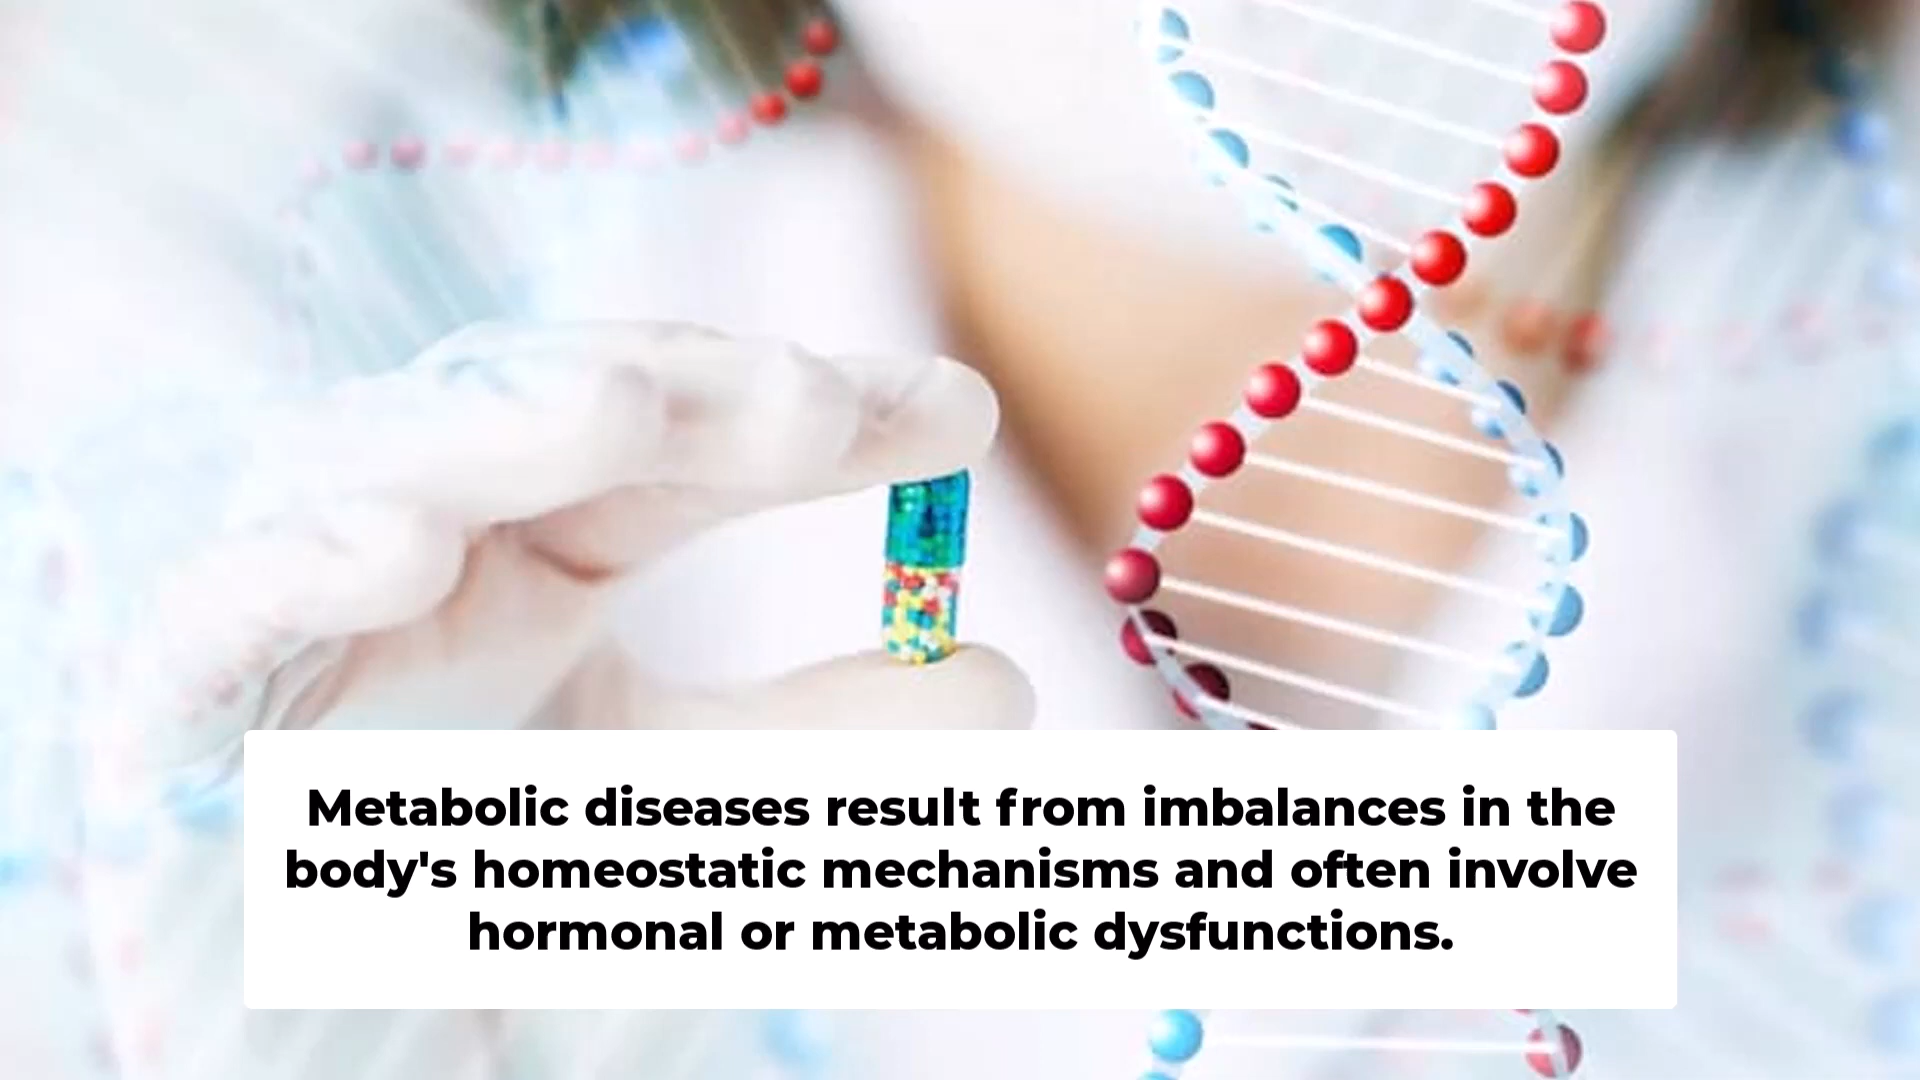 Metabolic diseases result from imbalances in the
body's homeostatic mechanisms and often involve
hormonal or metabolic dysfunctions.